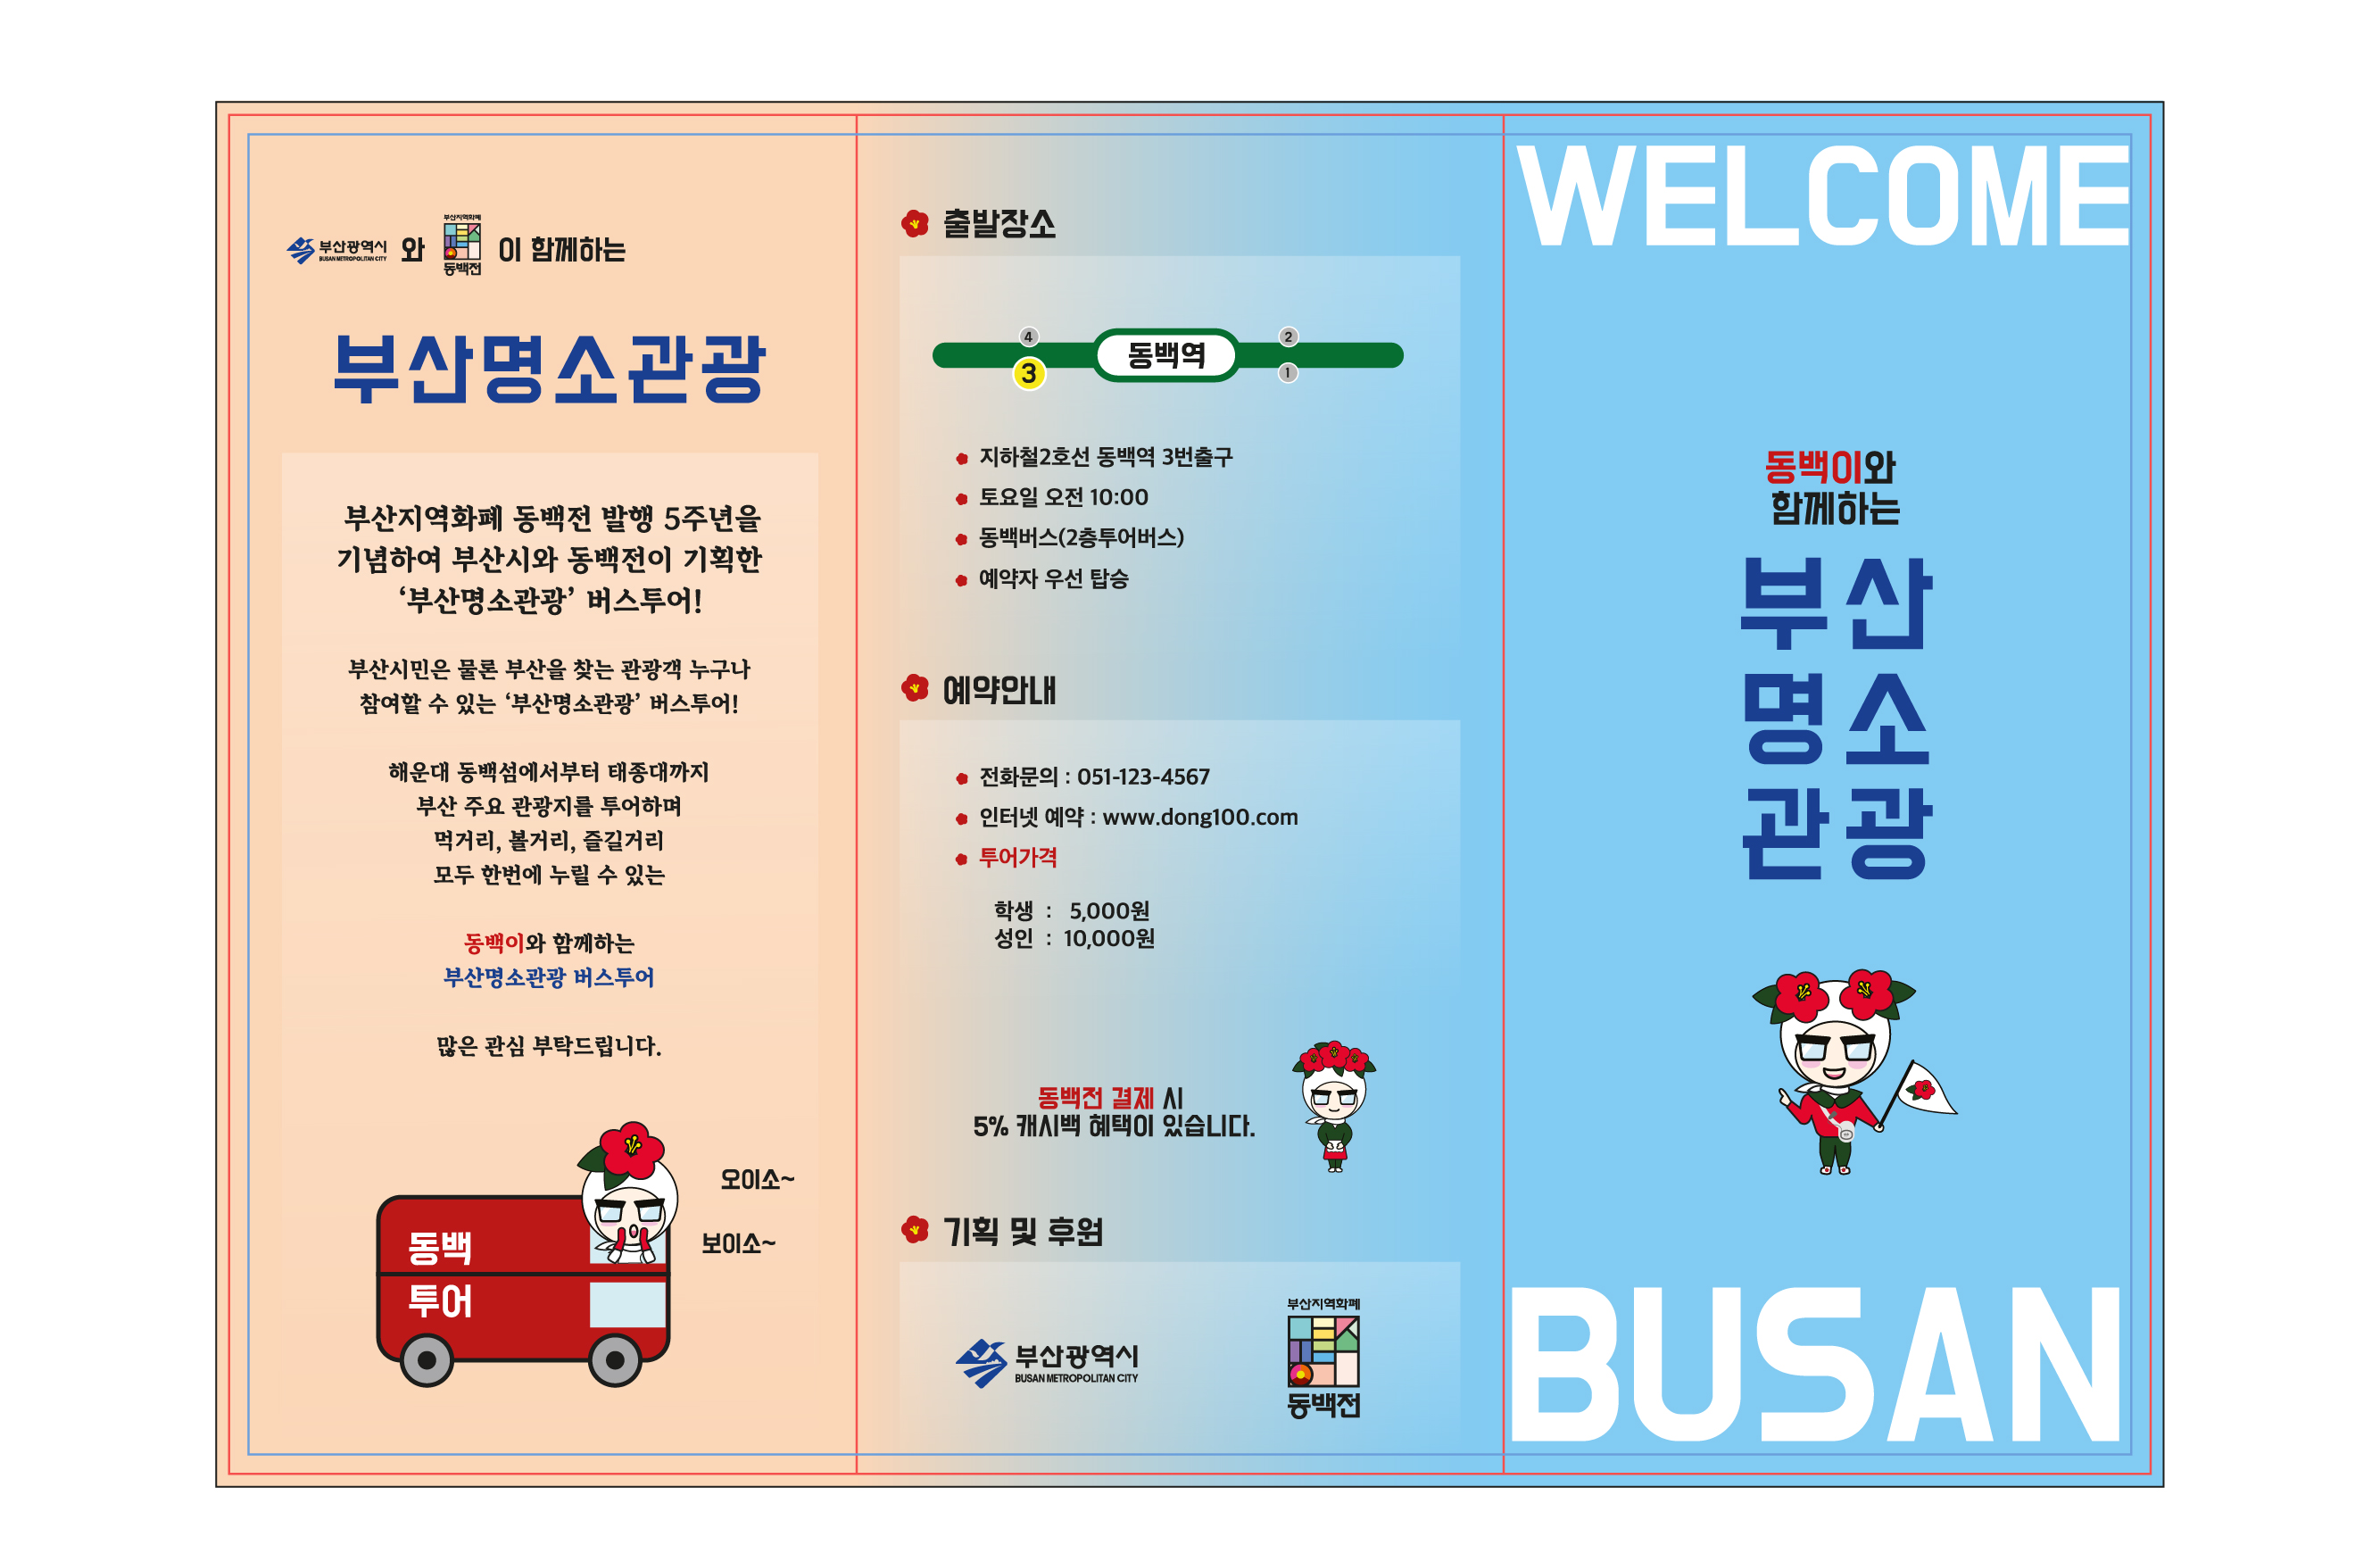 부산광역시
BUSAN METROPOLITAN CITY
와
부산지역화폐
동백전
이 함께하는
부산명소관광
부산지역화폐 동백전 발행 5주년을
기념하여 부산시와 동백전이 기획한
‘부산명소관광’ 버스투어!
부산시민은 물론 부산을 찾는 관광객 누구나
참여할 수 있는 ‘부산명소관광’ 버스투어!
해운대 동백섬에서부터 태종대까지
부산 주요 관광지를 투어하며
먹거리, 볼거리, 즐길거리
모두 한번에 누릴 수 있는
동백이와 함께하는
부산명소관광 버스투어
많은 관심 부탁드립니다.
오이소~
보이소~
동백
투어
출발장소
4
2
동백역
3
1
지하철2호선 동백역 3번출구
토요일 오전 10:00
동백버스(2층투어버스)
예약자 우선 탑승
예약안내
전화문의 : 051-123-4567
인터넷 예약 : www.dong100.com
투어가격
학생 : 5,000원
성인 : 10,000원
동백전 결제 시
5% 캐시백 혜택이 있습니다.
기획 및 후원
부산광역시
BUSAN METROPOLITAN CITY
부산지역화폐
동백전
WELCOME
동백이와
함께하는
부산
명소
관광
BUSAN